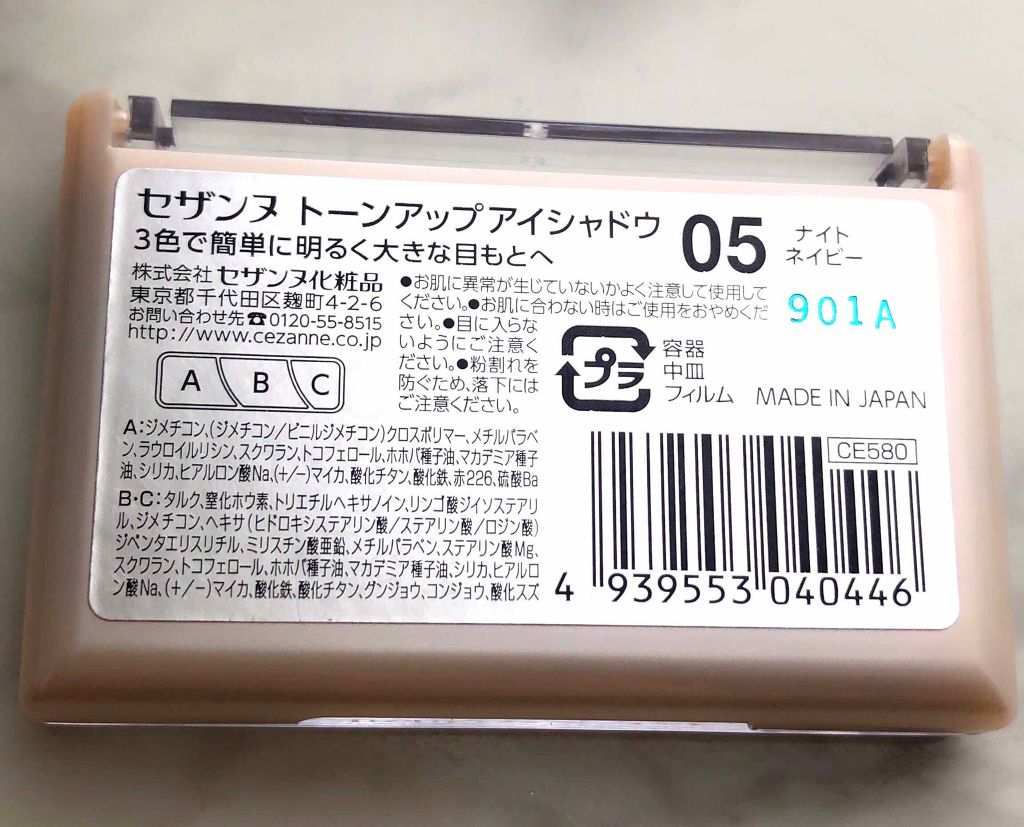 セザンヌ トーンアップアイシャドウ
3色で簡単に明るく大きな目もとへ
05
ナイト
ネイビー
株式会社 セザンヌ化粧品
東京都千代田区麹町4-2-6
お問い合わせ先☎0120-55-8515
http://www.cezanne.co.jp
●お肌に異常が生じていないかよく注意して使用して
ください。●お肌に合わない時はご使用をおやめくだ
さい。●目に入らな
いようにご注意く
ださい。●粉割れを
防ぐため、落下には
ご注意ください。
901A
プラ
容器
中皿
フィルム
MADE IN JAPAN
A B C
A:ジメチコン、(ジメチコン/ビニルジメチコン)クロスポリマー、メチルパラベ
ン、ラウロイルリシン、スクワラン、トコフェロール、ホホバ種子油、マカデミア種子
油、シリカ、ヒアルロン酸Na、(+/-)マイカ、酸化チタン、酸化鉄、赤226、硫酸Ba
B・C:タルク、窒化ホウ素、トリエチルヘキサノイン、リンゴ酸ジイソステアリ
ル、ジメチコン、ヘキサ(ヒドロキシステアリン酸/ステアリン酸/ロジン酸)
ジペンタエリスリチル、ミリスチン酸亜鉛、メチルパラベン、ステアリン酸Mg、
スクワラン、トコフェロール、ホホバ種子油、マカデミア種子油、シリカ、ヒアルロ
ン酸Na、(+/-)マイカ、酸化鉄、酸化チタン、グンジョウ、コンジョウ、酸化スズ
CE580
4 939553 040446